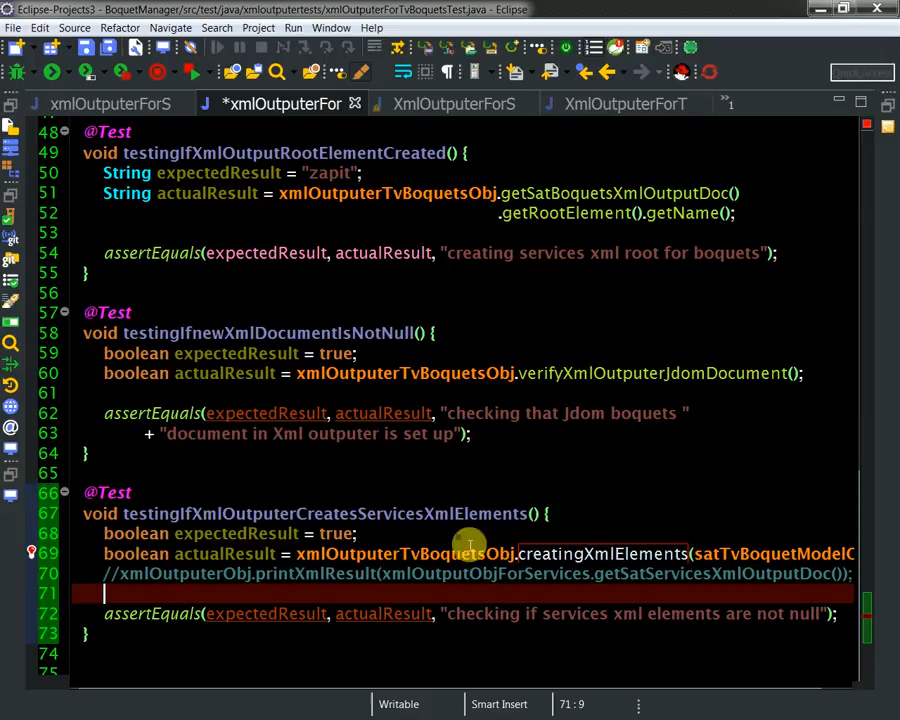 Eclipse-Projects3 - BoquetManager/src/test/java/xmloutputertests/xmlOutputerForTvBoquetsTest.java - Eclipse
File Edit Source Refactor Navigate Search Project Run Window Help
Quick Access
xmlOutputerForS *xmlOutputerFor xmlOutputerForS xmlOutputerForT »1
48 @Test
49 void testingIfXmlOutputRootElementCreated() {
50 String expectedResult = "zapit";
51 String actualResult = xmlOutputerTvBoquetsObj.getSatBoquetsXmlOutputDoc()
52 .getRootElement().getName();
53
54 assertEquals(expectedResult, actualResult, "creating services xml root for boquets");
55 }
56
57 @Test
58 void testingIfnewXmlDocumentIsNotNull() {
59 boolean expectedResult = true;
60 boolean actualResult = xmlOutputerTvBoquetsObj.verifyXmlOutputerJdomDocument();
61
62 assertEquals(expectedResult, actualResult, "checking that Jdom boquets "
63 + "document in Xml outputer is set up");
64 }
65
66 @Test
67 void testingIfXmlOutputerCreatesServicesXmlElements() {
68 boolean expectedResult = true;
69 boolean actualResult = xmlOutputerTvBoquetsObj.creatingXmlElements(satTvBoquetModelC
70 //xmlOutputerObj.printXmlResult(xmlOutputObjForServices.getSatServicesXmlOutputDoc());
71
72 assertEquals(expectedResult, actualResult, "checking if services xml elements are not null");
73 }
74
75
Writable Smart Insert 71 : 9